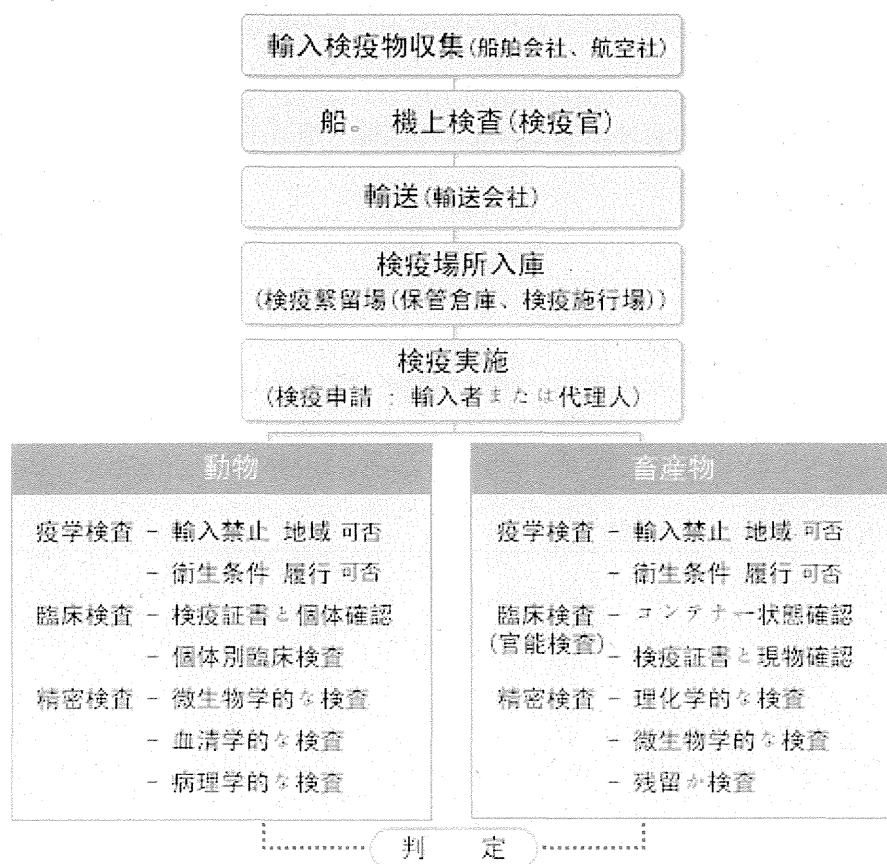 輸入検疫物収集(船舶会社、航空社)
船。 機上検査(検疫官)
輸送(輸送会社)
検疫場所入庫
(検疫繋留場(保管倉庫、検疫施行場))
検疫実施
(検疫申請 : 輸入者または代理人)
動物
疫学検査 - 輸入禁止 地域 可否
- 衛生条件 履行 可否
臨床検査 - 検疫証書と個体確認
- 個体別臨床検査
精密検査 - 微生物学的な検査
- 血清学的な検査
- 病理学的な検査
畜産物
疫学検査 - 輸入禁止 地域 可否
- 衛生条件 履行 可否
臨床検査 - コンテナー状態確認
(官能検査) - 検疫証書と現物確認
精密検査 - 理化学的な検査
- 微生物学的な検査
- 残留か検査
判 定